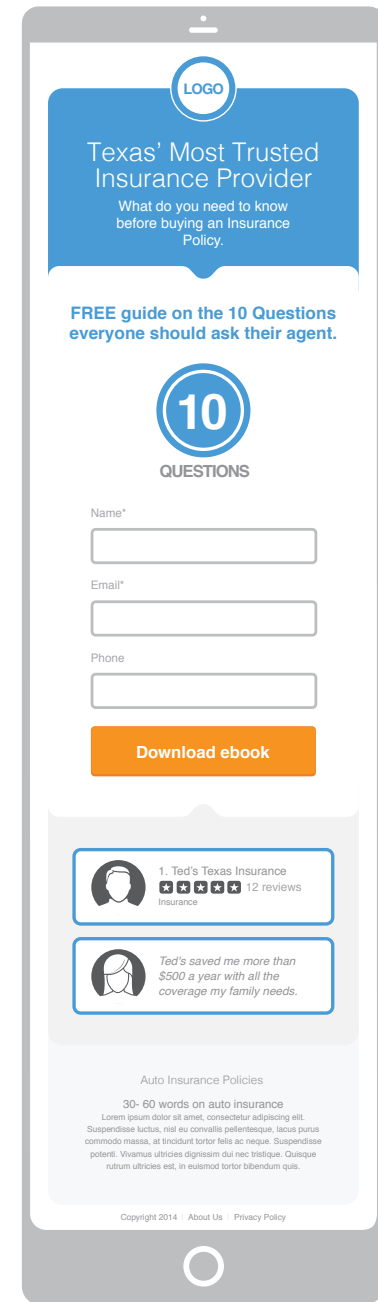 LOGO
Texas’ Most Trusted
Insurance Provider
What do you need to know
before buying an Insurance
Policy.
FREE guide on the 10 Questions
everyone should ask their agent.
10
QUESTIONS
Name*
Email*
Phone
Download ebook
1. Ted’s Texas Insurance
12 reviews
Insurance
Ted’s saved me more than
$500 a year with all the
coverage my family needs.
Auto Insurance Policies
30- 60 words on auto insurance
Lorem ipsum dolor sit amet, consectetur adipiscing elit.
Suspendisse luctus, nisl eu convallis pellentesque, lacus purus
commodo massa, at tincidunt tortor felis ac neque. Suspendisse
potenti. Vivamus ultricies dignissim dui nec tristique. Quisque
rutrum ultricies est, in euismod tortor bibendum quis.
Copyright 2014 | About Us | Privacy Policy